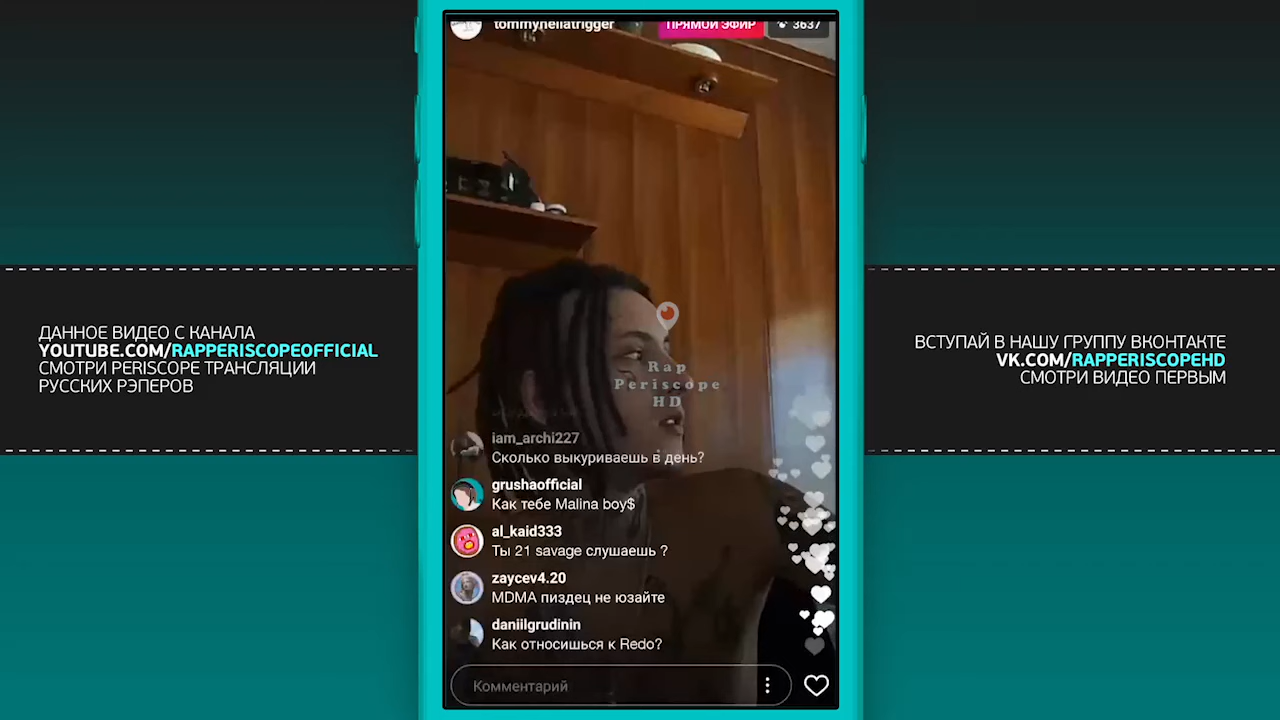 tommyhellatrigger
ПРЯМОЙ ЭФИР
3637
ДАННОЕ ВИДЕО С КАНАЛА
YOUTUBE.COM/RAPPERISCOPEOFFICIAL
СМОТРИ PERISCOPE ТРАНСЛЯЦИИ
РУССКИХ РЭПЕРОВ
ВСТУПАЙ В НАШУ ГРУППУ ВКОНТАКТЕ
VK.COM/RAPPERISCOPEHD
СМОТРИ ВИДЕО ПЕРВЫМ
Rap
Periscope
HD
iam_archi227
Сколько выкуриваешь в день?
grushaofficial
Как тебе Malina boy$
al_kaid333
Ты 21 savage слушаешь ?
zaycev4.20
MDMA пиздец не юзайте
daniilgrudinin
Как относишься к Redo?
Комментарий